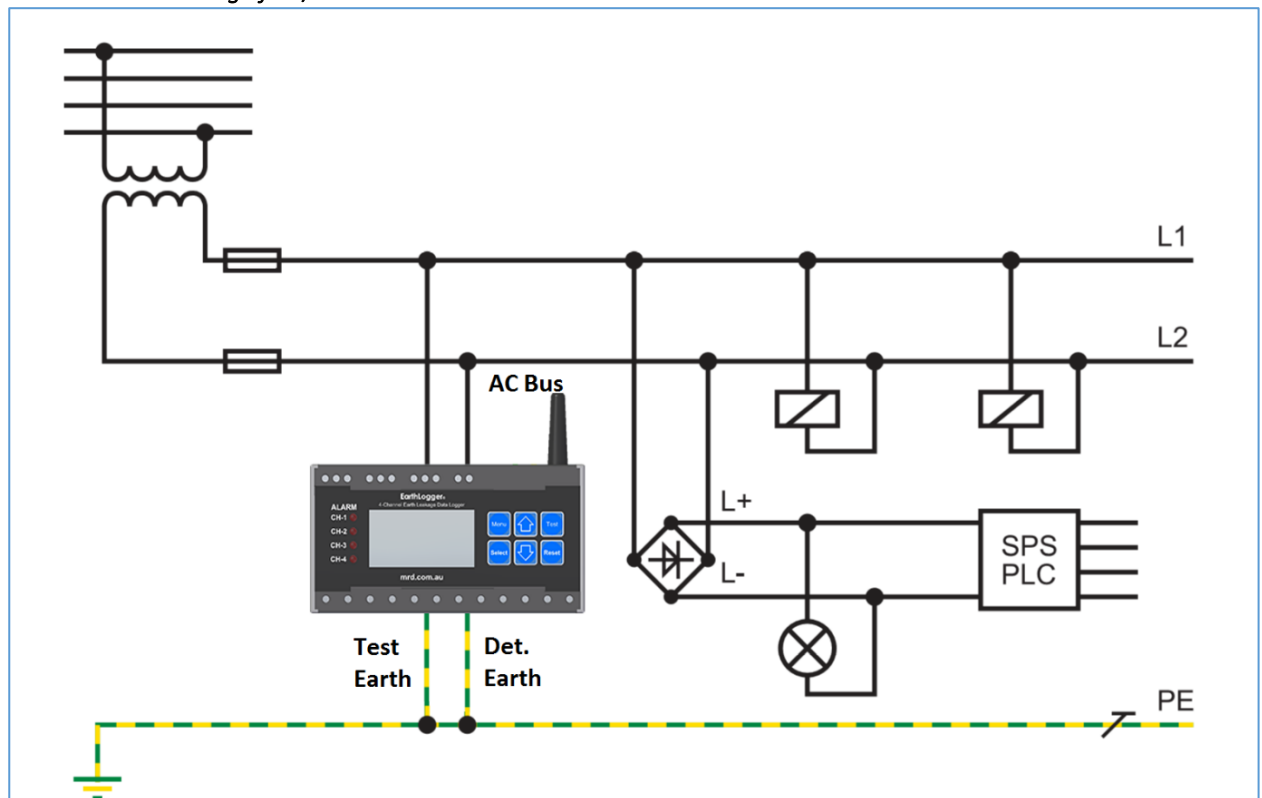 L1
L2
AC Bus
EarthLogger
4 Channel Earth Leakage Data Logger
ALARM
CH-1
CH-2
CH-3
CH-4
Menu
Test
Select
Reset
mrd.com.au
L+
L-
SPS
PLC
Test
Earth
Det.
Earth
PE